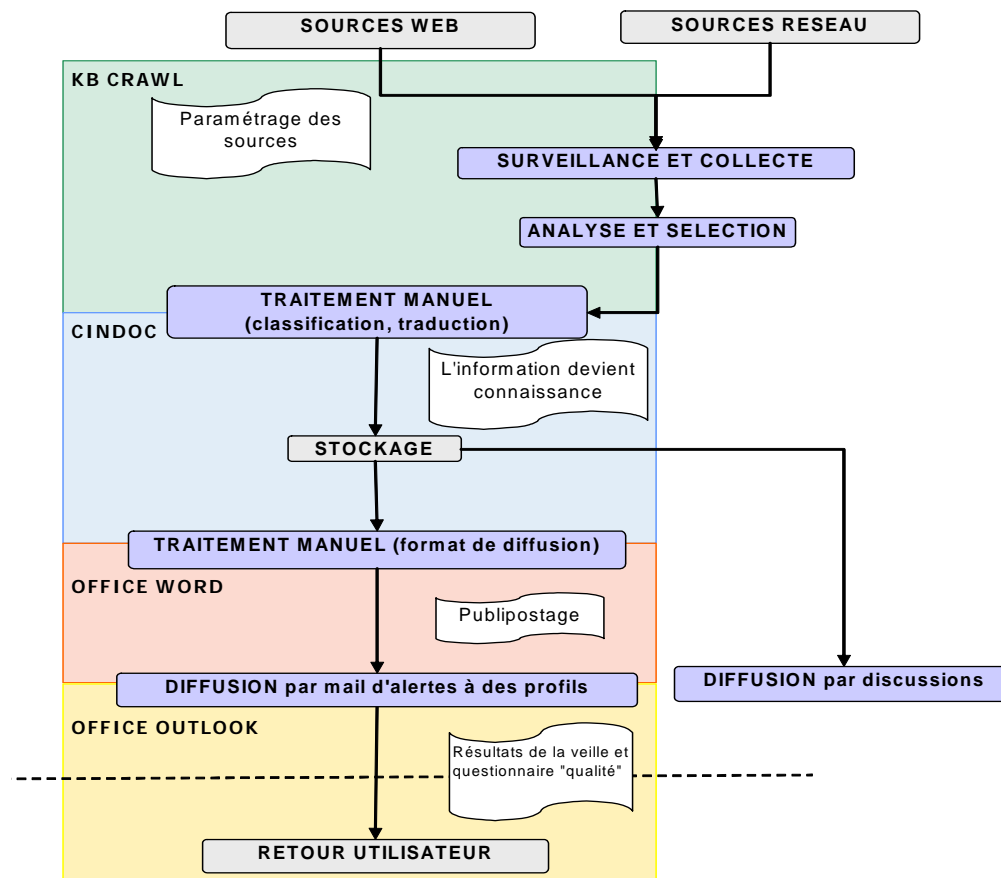 SOURCES WEB
SOURCES RESEAU
KB CRAWL
Paramétrage des
sources
SURVEILLANCE ET COLLECTE
ANALYSE ET SELECTION
TRAITEMENT MANUEL
(classification, traduction)
CINDOC
L'information devient
connaissance
STOCKAGE
TRAITEMENT MANUEL (format de diffusion)
OFFICE WORD
Publipostage
DIFFUSION par mail d'alertes à des profils
DIFFUSION par discussions
OFFICE OUTLOOK
Résultats de la veille et
questionnaire "qualité"
RETOUR UTILISATEUR